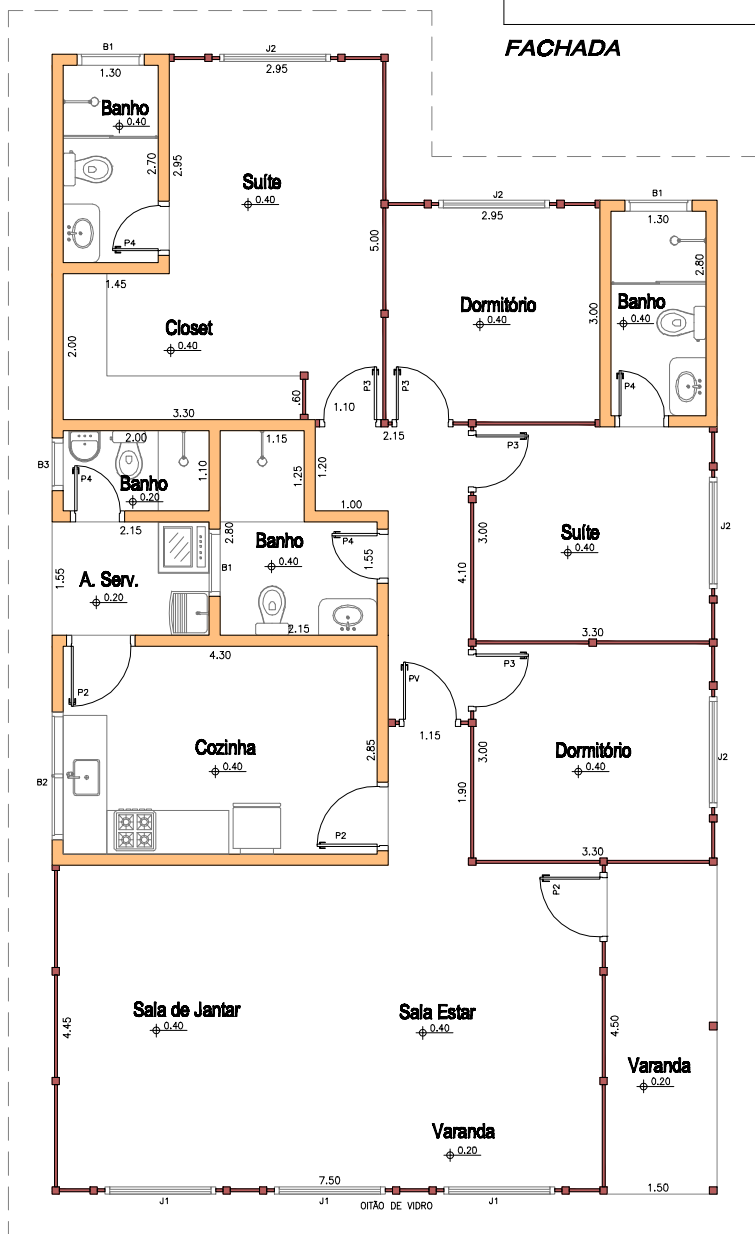 FACHADA
B1
1.30
J2
2.95
Banho
0.40
2.70
2.95
Suíte
0.40
P4
J2
2.95
B1
1.30
5.00
2.80
1.45
Dormitório
0.40
3.00
Banho
0.40
Closet
0.40
2.00
P3
P3
P4
.60
1.10
3.30
2.15
2.00
1.15
P3
B3
P4
Banho
0.20
1.10
1.25
1.20
1.00
2.15
2.80
Banho
0.40
P4
3.00
Suíte
0.40
J2
1.55
A. Serv.
0.20
B1
1.55
4.10
2.15
3.30
4.30
P2
PV
P3
Cozinha
0.40
2.85
1.15
3.00
Dormitório
0.40
J2
B2
1.90
P2
3.30
P2
Sala de Jantar
0.40
Sala Estar
0.40
4.45
4.50
Varanda
0.20
Varanda
0.20
7.50
1.50
J1
J1
J1
OITÃO DE VIDRO